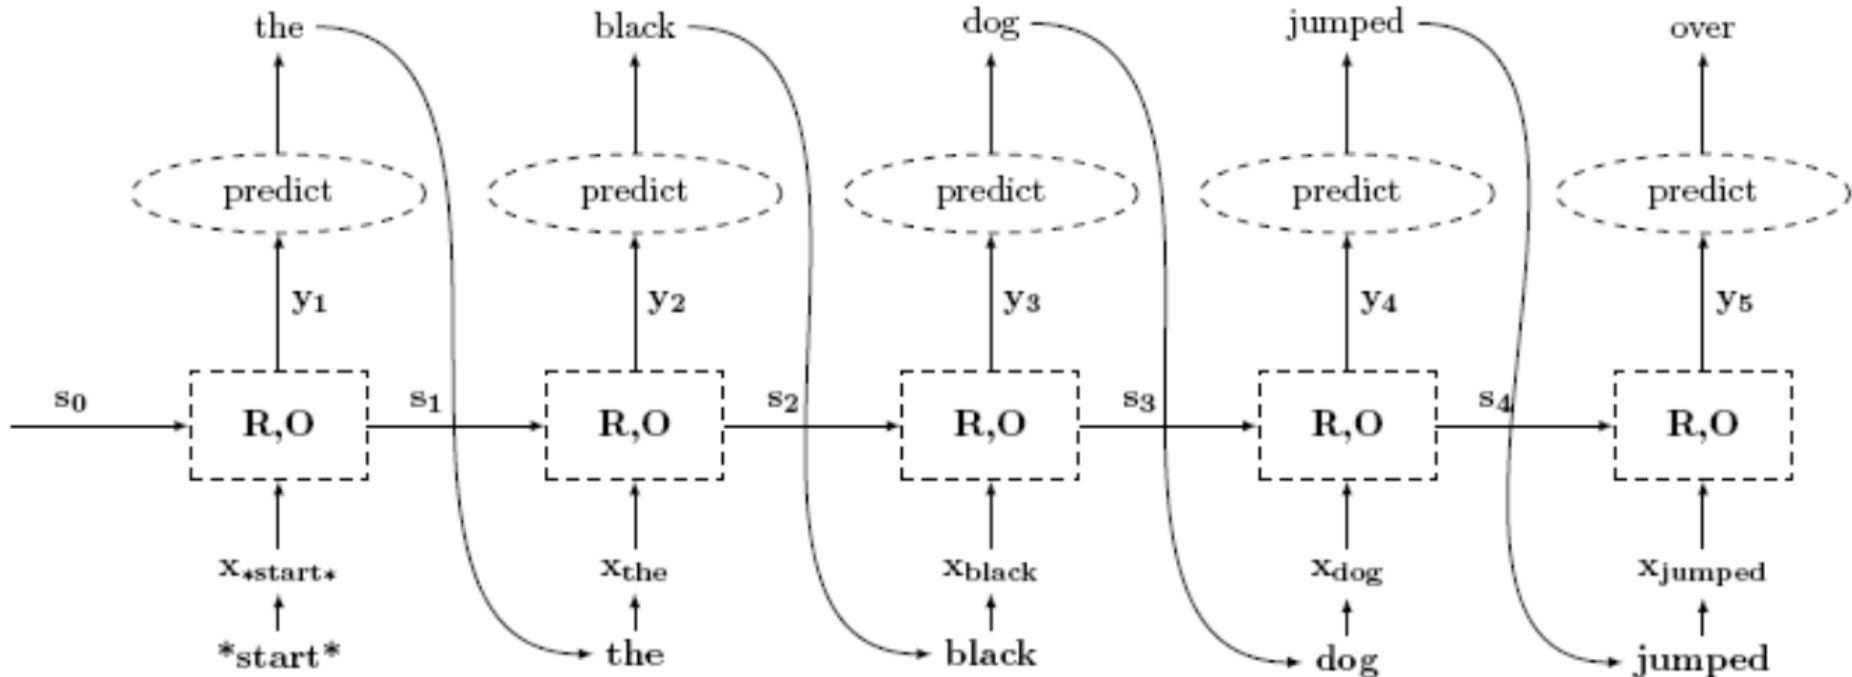 the black dog jumped over
predict predict predict predict predict
y₁ y₂ y₃ y₄ y₅
s₀ s₁ s₂ s₃ s₄
R,O R,O R,O R,O R,O
x*start* xthe xblack xdog xjumped
*start* the black dog jumped